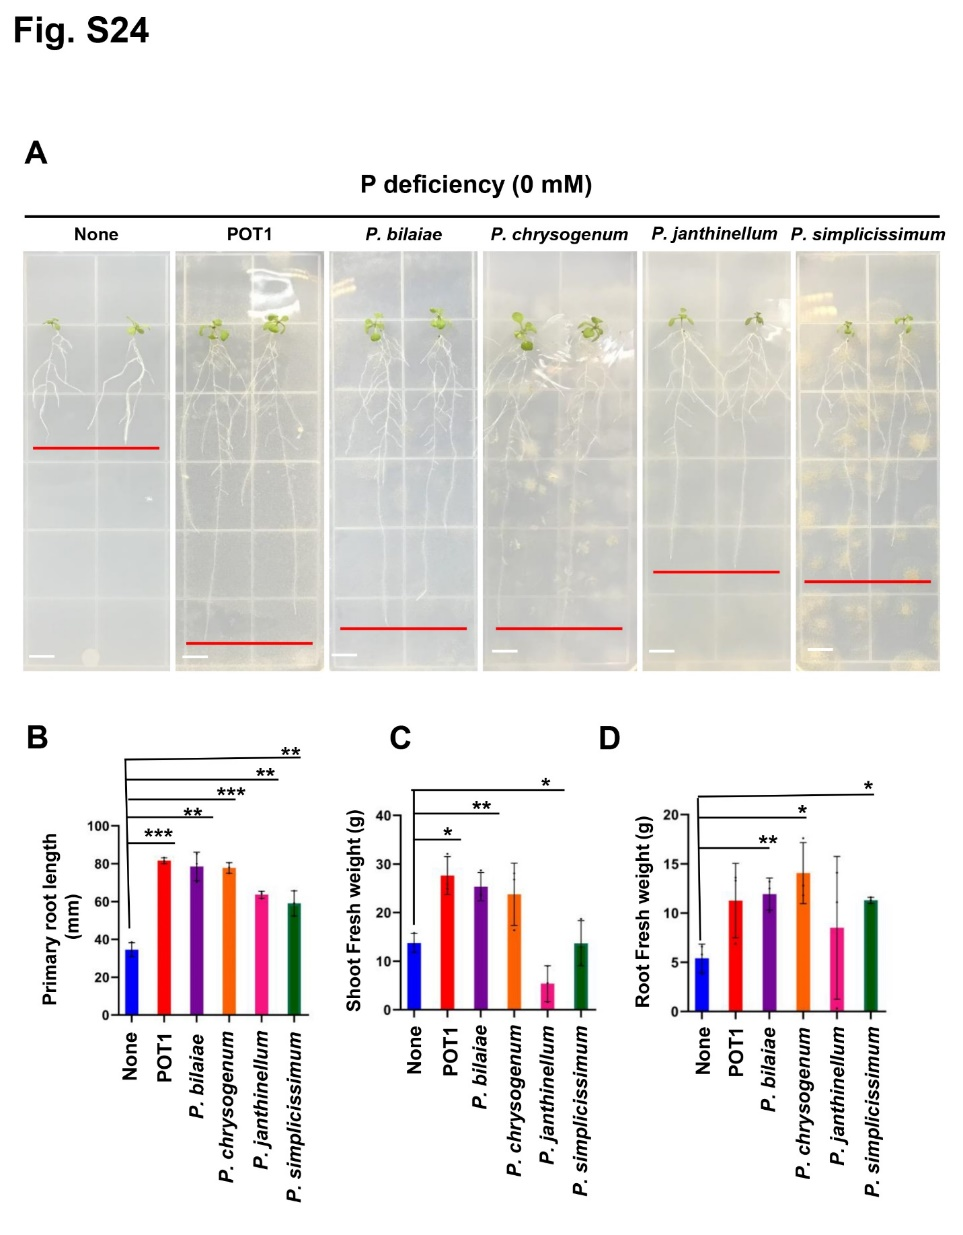 Fig. S24
A
P deficiency (0 mM)
None POT1 P. bilaiae P. chrysogenum P. janthinellum P. simplicissimum
B
**
**
***
**
***
100
80
60
40
20
0
Primary root length
(mm)
None
POT1
P. bilaiae
P. chrysogenum
P. janthinellum
P. simplicissimum
C
*
**
*
40
30
20
10
0
Shoot Fresh weight (g)
None
POT1
P. bilaiae
P. chrysogenum
P. janthinellum
P. simplicissimum
D
*
*
**
20
15
10
5
0
Root Fresh weight (g)
None
POT1
P. bilaiae
P. chrysogenum
P. janthinellum
P. simplicissimum